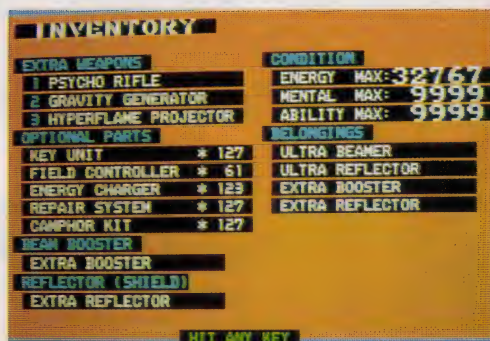 INVENTORY
EXTRA WEAPONS
1 PSYCHO RIFLE
2 GRAVITY GENERATOR
3 HYPERFLAME PROJECTOR
OPTIONAL PARTS
KEY UNIT * 127
FIELD CONTROLLER * 61
ENERGY CHARGER * 123
REPAIR SYSTEM * 127
CAMPHOR KIT * 127
BEAM BOOSTER
EXTRA BOOSTER
REFLECTOR (SHIELD)
EXTRA REFLECTOR
CONDITION
ENERGY MAX:32767
MENTAL MAX: 9999
ABILITY MAX: 9999
BELONGINGS
ULTRA BEAMER
ULTRA REFLECTOR
EXTRA BOOSTER
EXTRA REFLECTOR
HIT ANY KEY